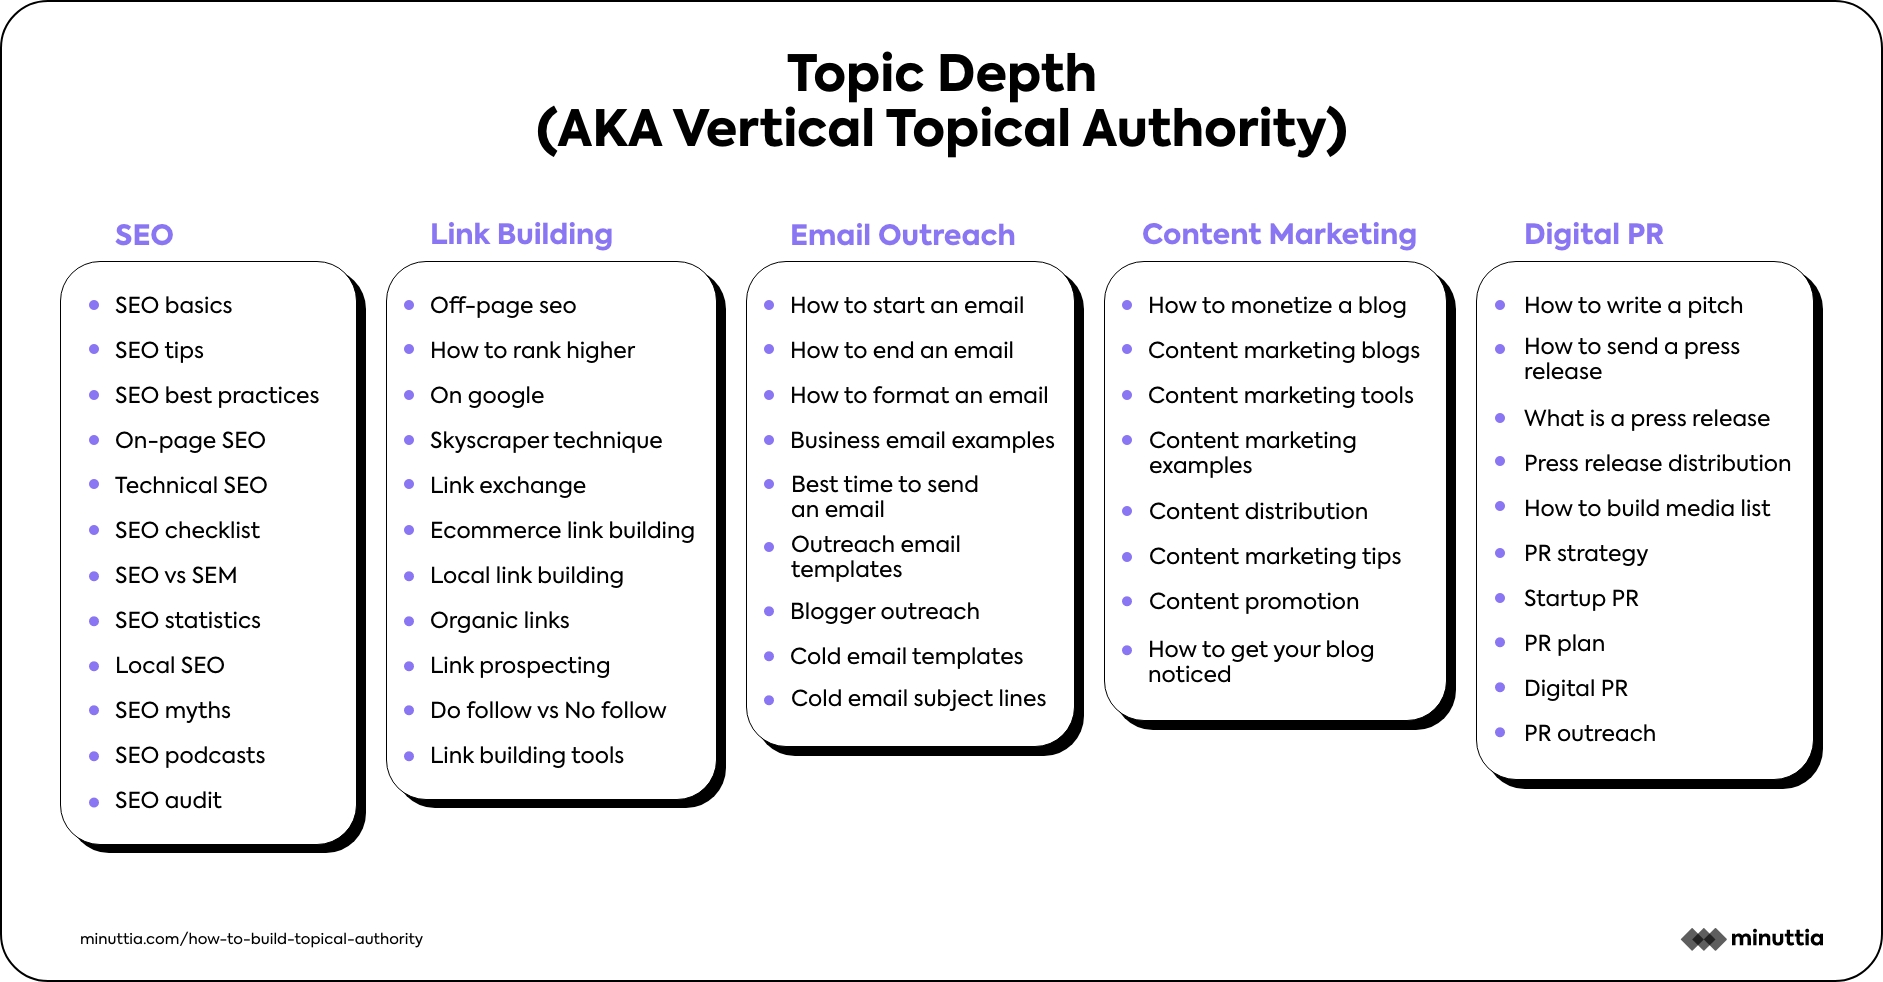 Topic Depth
(AKA Vertical Topical Authority)
SEO
SEO basics
SEO tips
SEO best practices
On-page SEO
Technical SEO
SEO checklist
SEO vs SEM
SEO statistics
Local SEO
SEO myths
SEO podcasts
SEO audit
Link Building
Off-page seo
How to rank higher
On google
Skyscraper technique
Link exchange
Ecommerce link building
Local link building
Organic links
Link prospecting
Do follow vs No follow
Link building tools
Email Outreach
How to start an email
How to end an email
How to format an email
Business email examples
Best time to send
an email
Outreach email
templates
Blogger outreach
Cold email templates
Cold email subject lines
Content Marketing
How to monetize a blog
Content marketing blogs
Content marketing tools
Content marketing
examples
Content distribution
Content marketing tips
Content promotion
How to get your blog
noticed
Digital PR
How to write a pitch
How to send a press
release
What is a press release
Press release distribution
How to build media list
PR strategy
Startup PR
PR plan
Digital PR
PR outreach
minuttia.com/how-to-build-topical-authority
minuttia